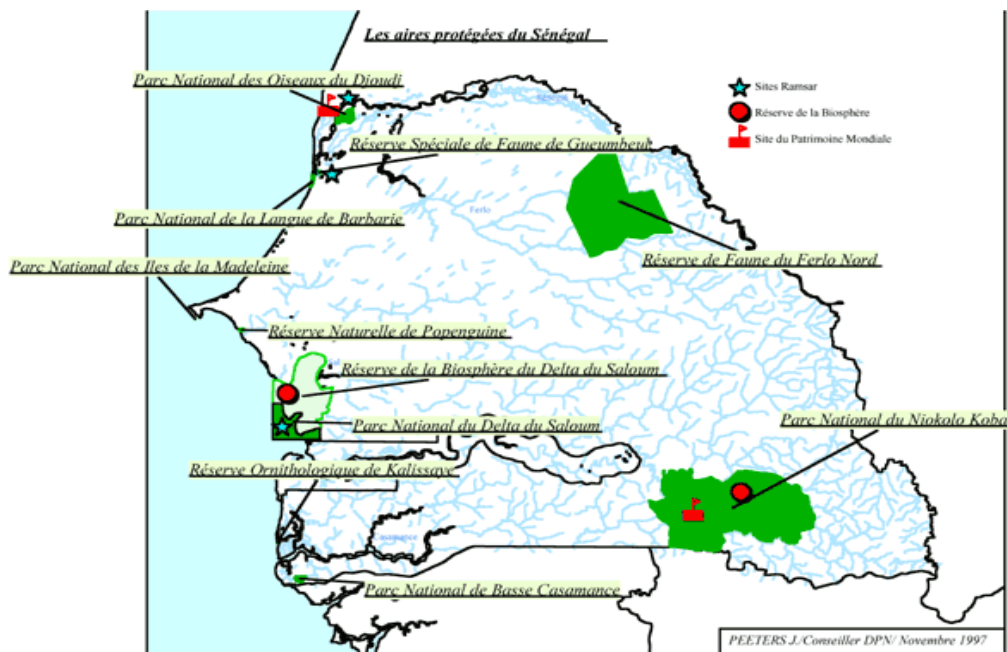 Les aires protégées du Sénégal
Parc National des Oiseaux du Djoudj
Sites Ramsar
Réserve de la Biosphère
Site du Patrimoine Mondiale
Réserve Spéciale de Faune de Gueumbeul
Ferlo
Parc National de la Langue de Barbarie
Réserve de Faune du Ferlo Nord
Parc National des Iles de la Madeleine
Réserve Naturelle de Popenguine
Réserve de la Biosphère du Delta du Saloum
Parc National du Delta du Saloum
Parc National du Niokolo Koba
Réserve Ornithologique de Kalissaye
Casamance
Parc National de Basse Casamance
PEETERS J./Conseiller DPN/ Novembre 1997